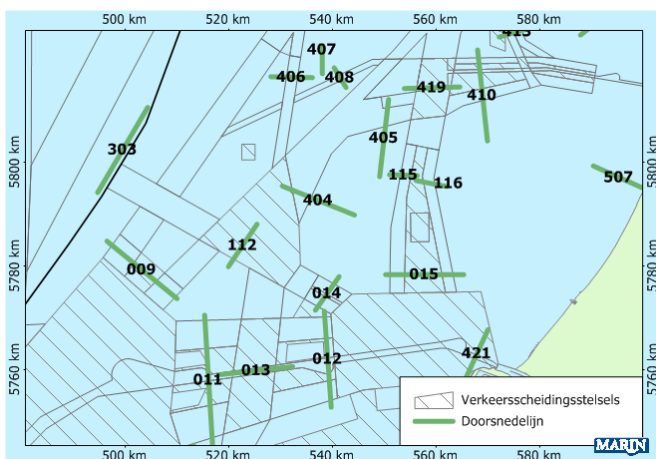 500 km 520 km 540 km 560 km 580 km
407
413
406
408
419
410
303
405
5800 km
5800 km
115
116
507
404
112
009
015
5780 km
5780 km
014
012
421
013
011
5760 km
5760 km
Verkeersscheidingsstelsels
Doorsnedelijn
MARIN
500 km 520 km 540 km 560 km 580 km